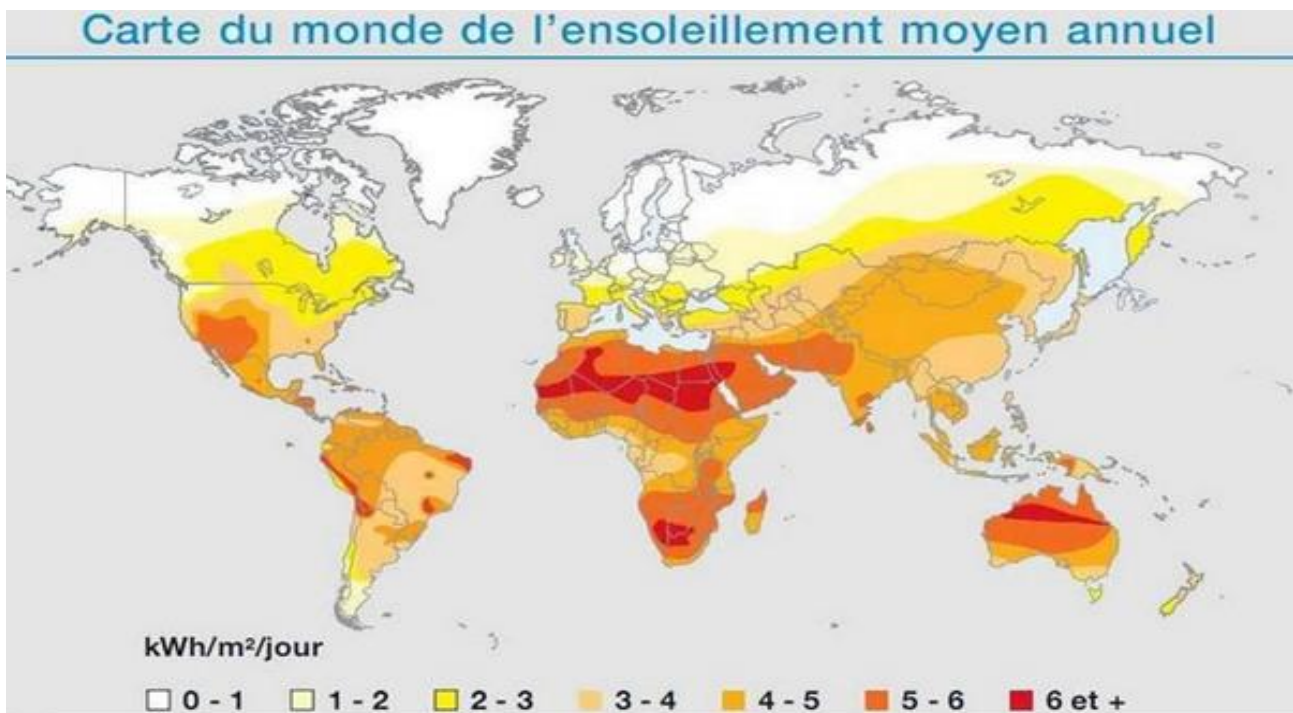 Carte du monde de l'ensoleillement moyen annuel
kWh/m²/jour
0 - 1 1 - 2 2 - 3 3 - 4 4 - 5 5 - 6 6 et +